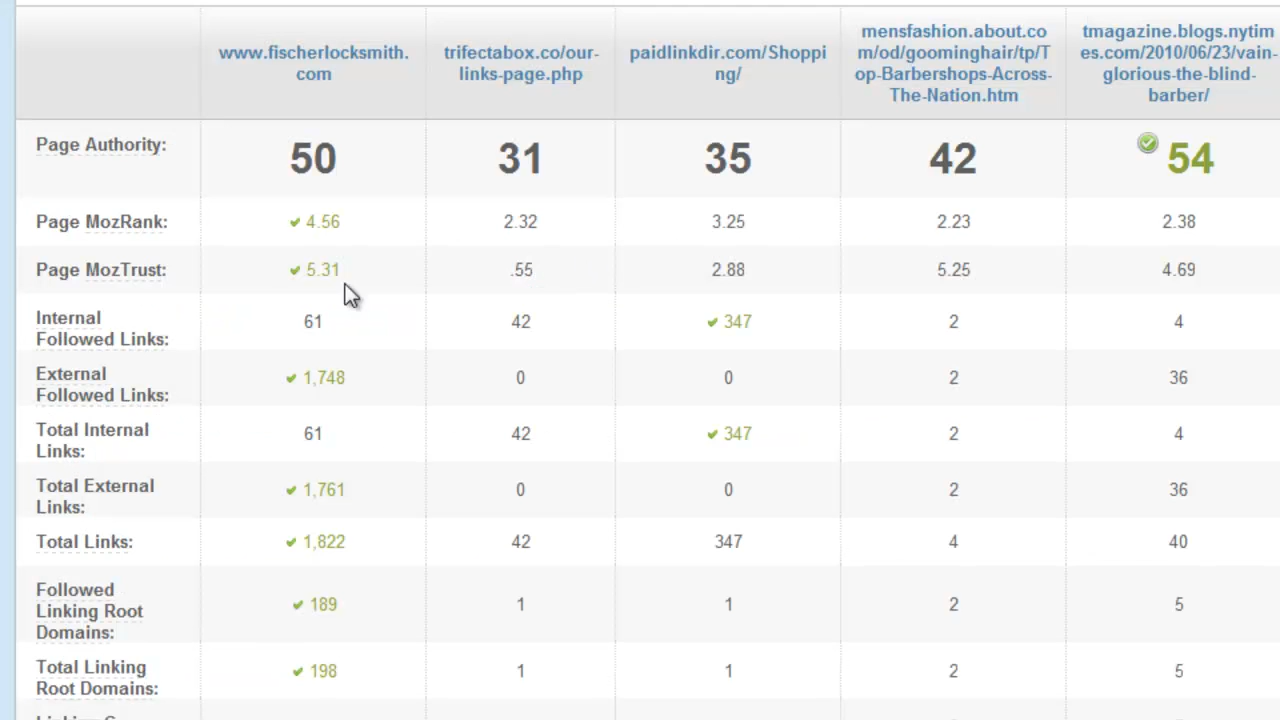 www.fischerlocksmith.
com
trifectabox.co/our-
links-page.php
paidlinkdir.com/Shoppi
ng/
mensfashion.about.co
m/od/goominghair/tp/T
op-Barbershops-Across-
The-Nation.htm
tmagazine.blogs.nytim
es.com/2010/06/23/vain-
glorious-the-blind-
barber/
Page Authority: 50 31 35 42 54
Page MozRank: 4.56 2.32 3.25 2.23 2.38
Page MozTrust: 5.31 .55 2.88 5.25 4.69
Internal
Followed Links: 61 42 347 2 4
External
Followed Links: 1,748 0 0 2 36
Total Internal
Links: 61 42 347 2 4
Total External
Links: 1,761 0 0 2 36
Total Links: 1,822 42 347 4 40
Followed
Linking Root
Domains: 189 1 1 2 5
Total Linking
Root Domains: 198 1 1 2 5